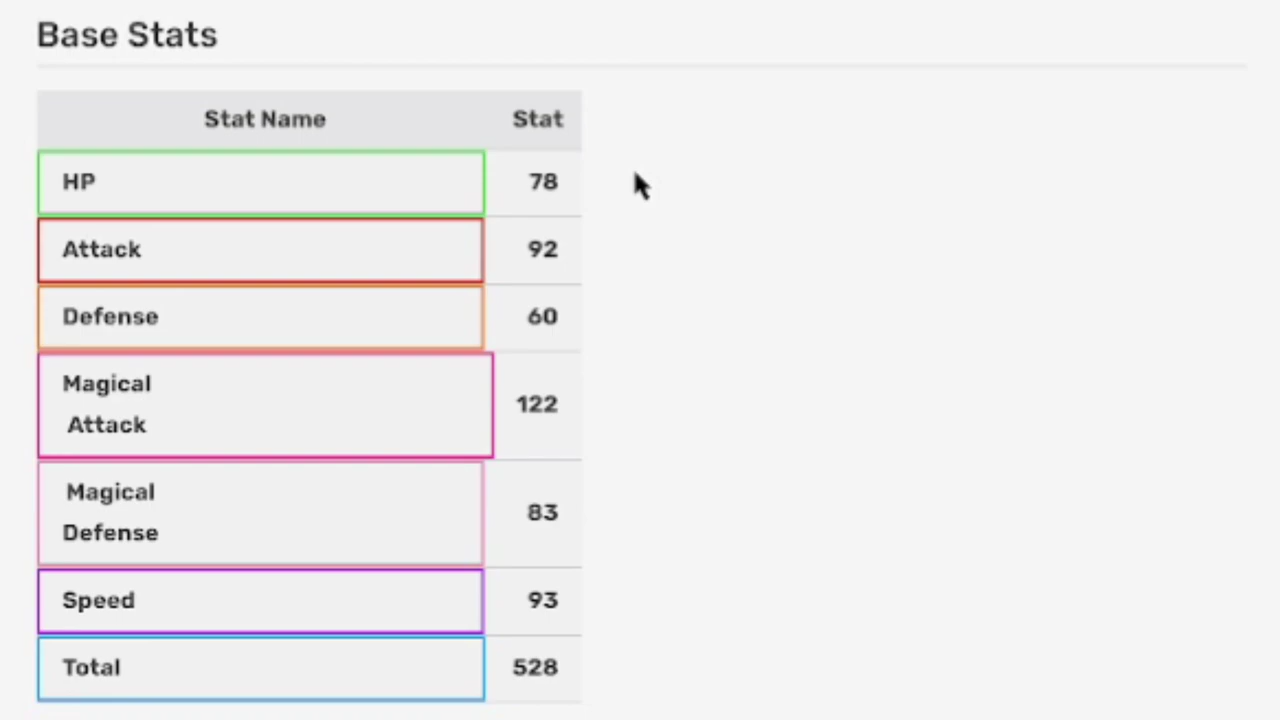 Base Stats
Stat Name Stat
HP 78
Attack 92
Defense 60
Magical
Attack
122
Magical
Defense
83
Speed 93
Total 528